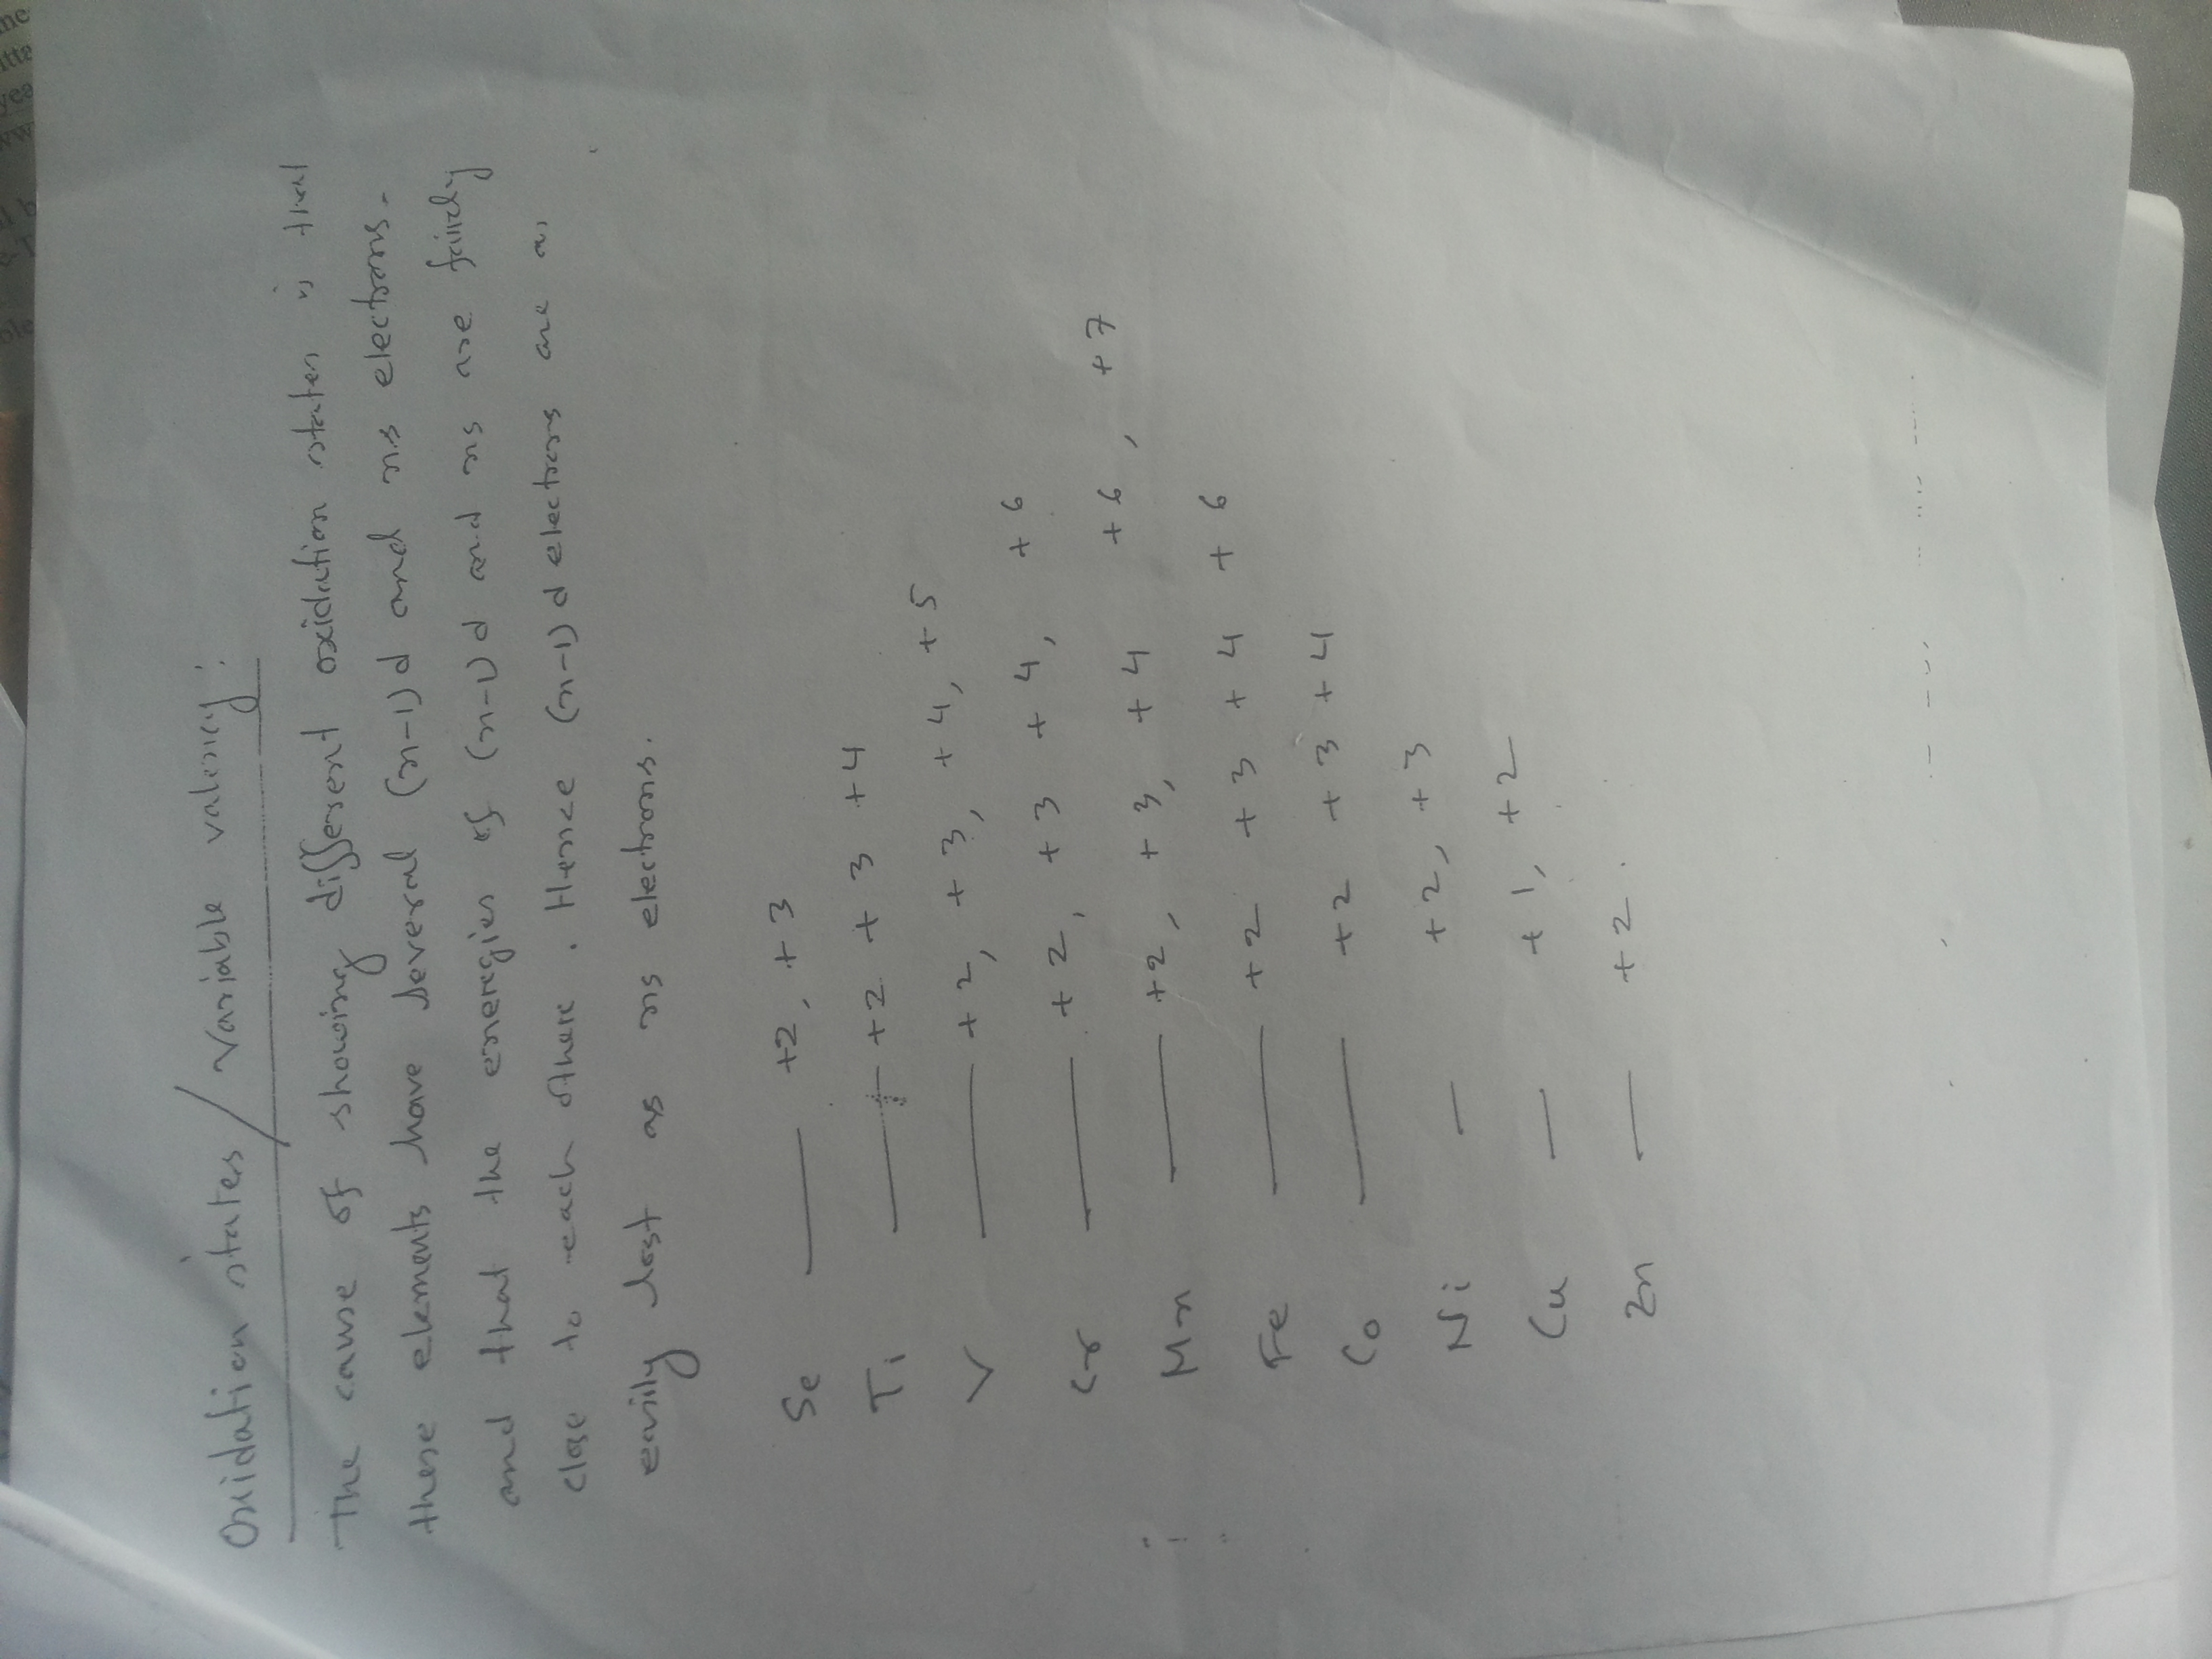 Oxidation states / Variable valency :
The cause of showing different oxidation states is that
these elements have several (n-1)d and ns electrons.
and that the eneregies of (n-1)d and ns are fairly
close to each othere. Hence (n-1)d electrons are as
easily lost as ns electrons.
Se — +2, +3
Ti — +2 +3 +4
V — +2, +3, +4, +5
Cr — +2, +3 +4, +6
Mn — +2, +3, +4 +6, +7
Fe — +2 +3 +4 +6
Co — +2 +3 +4
Ni — +2, +3
Cu — +1, +2
Zn — +2.